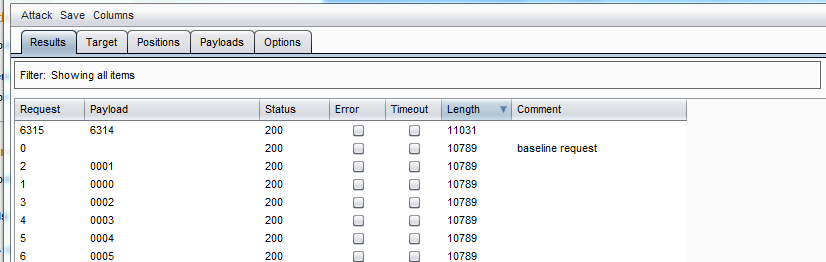 Attack Save Columns
Results Target Positions Payloads Options
Filter: Showing all items
Request Payload Status Error Timeout Length Comment
6315 6314 200 11031
0 200 10789 baseline request
2 0001 200 10789
1 0000 200 10789
3 0002 200 10789
4 0003 200 10789
5 0004 200 10789
6 0005 200 10789